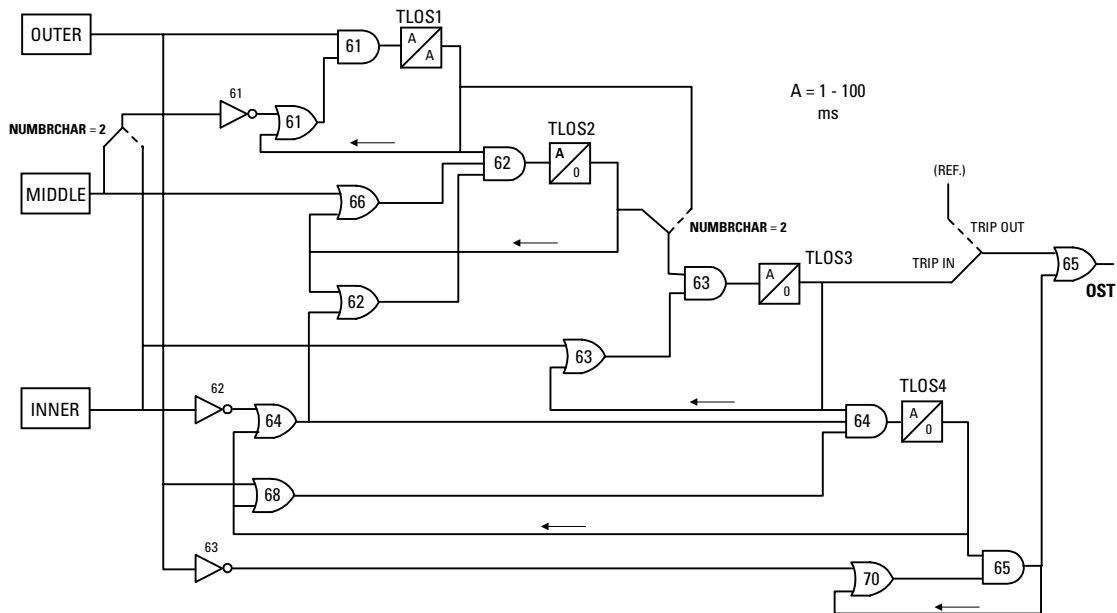 TLOS1
OUTER
61
A
A
A = 1 - 100
ms
61
61
NUMBRCHAR = 2
TLOS2
62
A
0
MIDDLE
66
(REF.)
NUMBRCHAR = 2
TRIP OUT
TLOS3
TRIP IN
65
OST
63
A
0
62
63
62
TLOS4
INNER
64
64
A
0
68
63
65
70